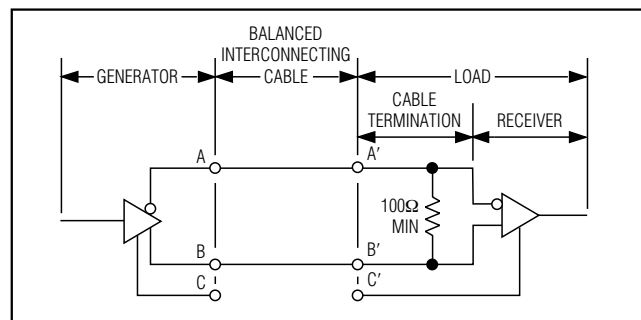 BALANCED
INTERCONNECTING
GENERATOR CABLE LOAD
CABLE
TERMINATION RECEIVER
A A′
100Ω
MIN
B B′
C C′